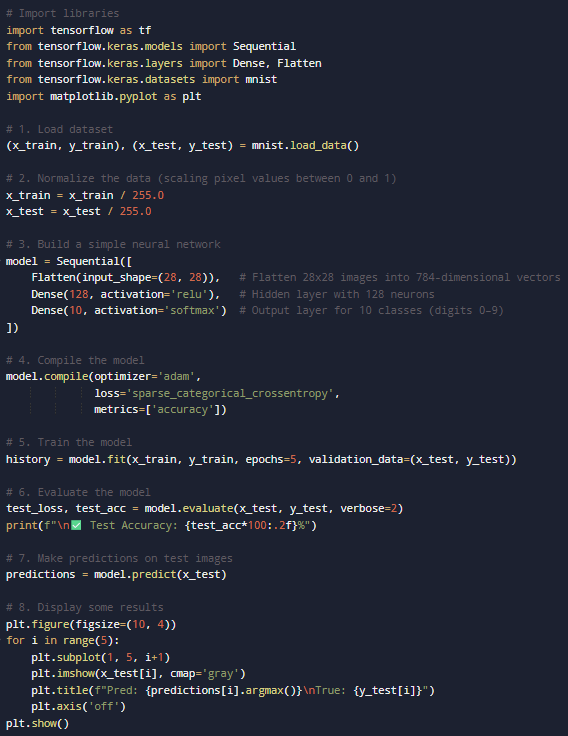 # Import libraries
import tensorflow as tf
from tensorflow.keras.models import Sequential
from tensorflow.keras.layers import Dense, Flatten
from tensorflow.keras.datasets import mnist
import matplotlib.pyplot as plt

# 1. Load dataset
(x_train, y_train), (x_test, y_test) = mnist.load_data()

# 2. Normalize the data (scaling pixel values between 0 and 1)
x_train = x_train / 255.0
x_test = x_test / 255.0

# 3. Build a simple neural network
model = Sequential([
    Flatten(input_shape=(28, 28)),   # Flatten 28x28 images into 784-dimensional vectors
    Dense(128, activation='relu'),   # Hidden layer with 128 neurons
    Dense(10, activation='softmax')  # Output layer for 10 classes (digits 0–9)
])

# 4. Compile the model
model.compile(optimizer='adam',
              loss='sparse_categorical_crossentropy',
              metrics=['accuracy'])

# 5. Train the model
history = model.fit(x_train, y_train, epochs=5, validation_data=(x_test, y_test))

# 6. Evaluate the model
test_loss, test_acc = model.evaluate(x_test, y_test, verbose=2)
print(f"\n✅ Test Accuracy: {test_acc*100:.2f}%")

# 7. Make predictions on test images
predictions = model.predict(x_test)

# 8. Display some results
plt.figure(figsize=(10, 4))
for i in range(5):
    plt.subplot(1, 5, i+1)
    plt.imshow(x_test[i], cmap='gray')
    plt.title(f"Pred: {predictions[i].argmax()}\nTrue: {y_test[i]}")
    plt.axis('off')
plt.show()